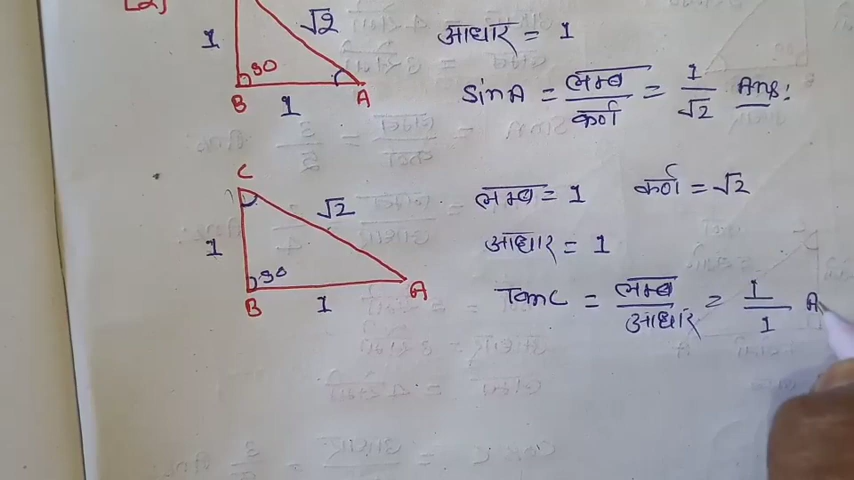 [2]
√2
1
आधार = 1
90
B
1
A
SinA = लम्ब / कर्ण = 1 / √2 Ans:
C
√2
लम्ब = 1 कर्ण = √2
1
आधार = 1
90
B
1
A
TanC = लम्ब / आधार = 1 / 1 A